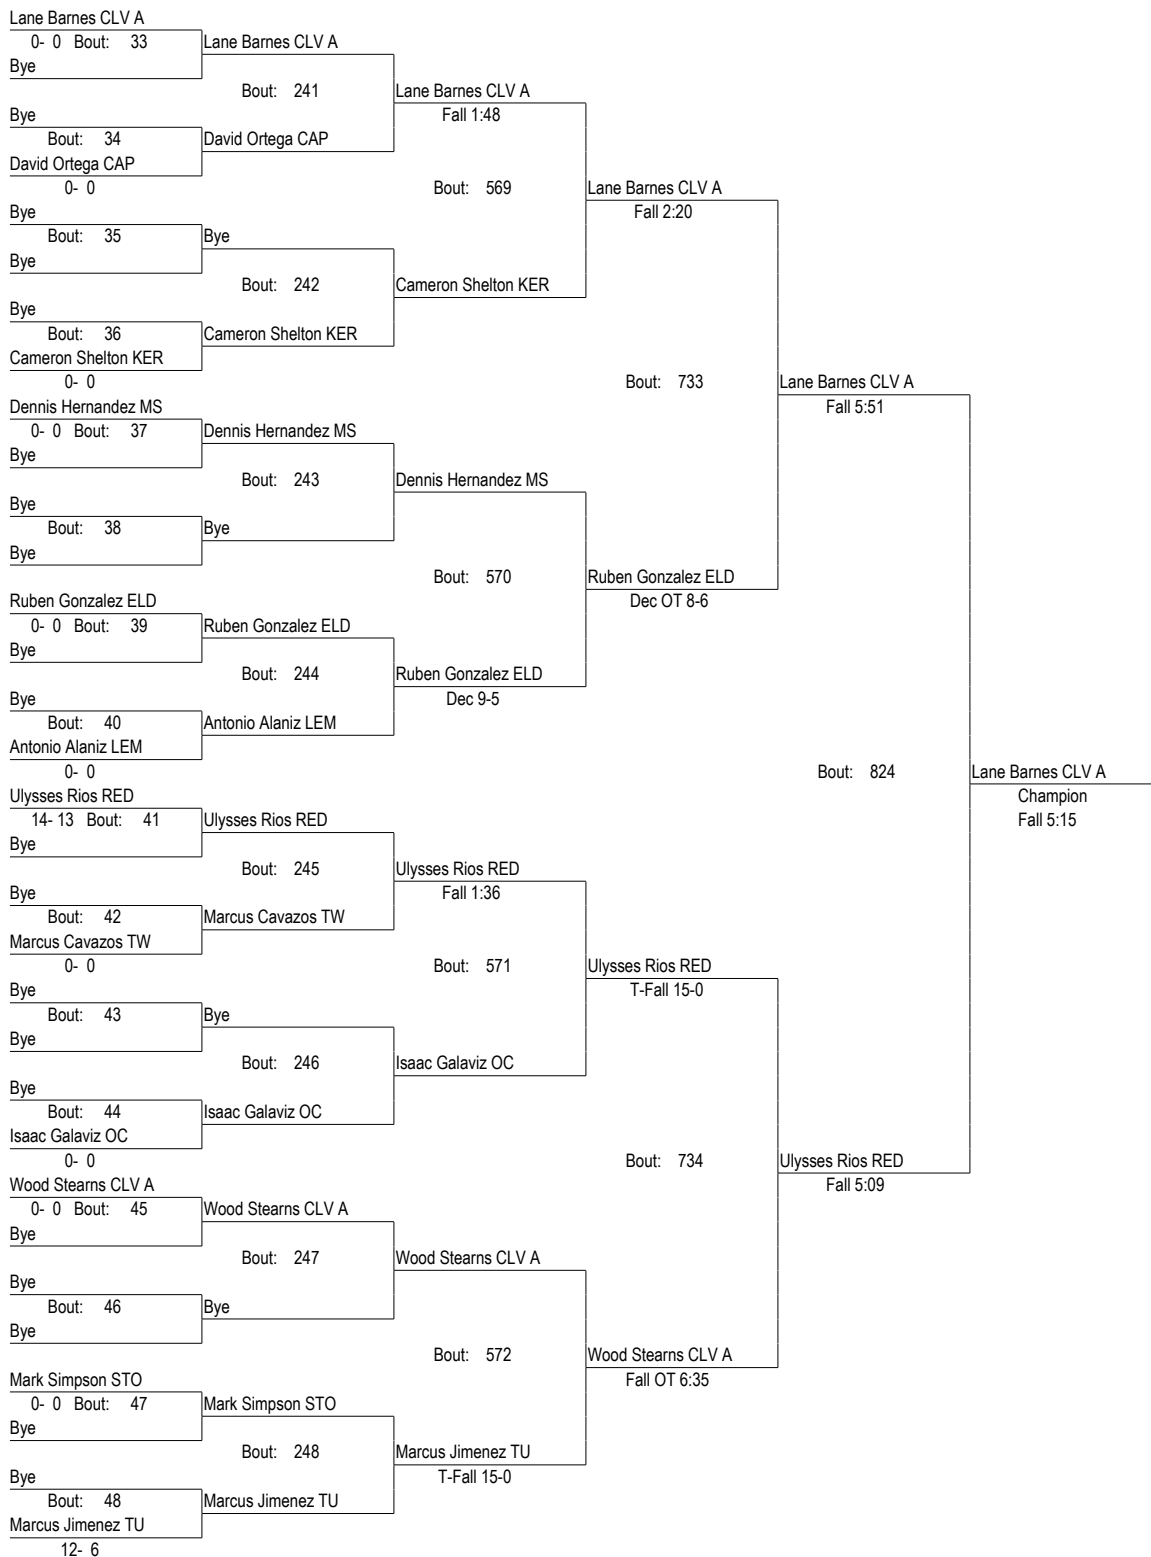 Lane Barnes CLV A
0- 0 Bout: 33 Lane Barnes CLV A
Bye
Bout: 241 Lane Barnes CLV A
Bye Fall 1:48
Bout: 34 David Ortega CAP
David Ortega CAP
0- 0 Bout: 569 Lane Barnes CLV A
Bye Fall 2:20
Bout: 35 Bye
Bye
Bout: 242 Cameron Shelton KER
Bye
Bout: 36 Cameron Shelton KER
Cameron Shelton KER
0- 0 Bout: 733 Lane Barnes CLV A
Dennis Hernandez MS Fall 5:51
0- 0 Bout: 37 Dennis Hernandez MS
Bye
Bout: 243 Dennis Hernandez MS
Bye
Bout: 38 Bye
Bye
Bout: 570 Ruben Gonzalez ELD
Ruben Gonzalez ELD Dec OT 8-6
0- 0 Bout: 39 Ruben Gonzalez ELD
Bye
Bout: 244 Ruben Gonzalez ELD
Bye Dec 9-5
Bout: 40 Antonio Alaniz LEM
Antonio Alaniz LEM
0- 0 Bout: 824 Lane Barnes CLV A
Ulysses Rios RED Champion
14- 13 Bout: 41 Ulysses Rios RED Fall 5:15
Bye
Bout: 245 Ulysses Rios RED
Bye Fall 1:36
Bout: 42 Marcus Cavazos TW
Marcus Cavazos TW
0- 0 Bout: 571 Ulysses Rios RED
Bye T-Fall 15-0
Bout: 43 Bye
Bye
Bout: 246 Isaac Galaviz OC
Bye
Bout: 44 Isaac Galaviz OC
Isaac Galaviz OC
0- 0 Bout: 734 Ulysses Rios RED
Wood Stearns CLV A Fall 5:09
0- 0 Bout: 45 Wood Stearns CLV A
Bye
Bout: 247 Wood Stearns CLV A
Bye
Bout: 46 Bye
Bye
Bout: 572 Wood Stearns CLV A
Mark Simpson STO Fall OT 6:35
0- 0 Bout: 47 Mark Simpson STO
Bye
Bout: 248 Marcus Jimenez TU
Bye T-Fall 15-0
Bout: 48 Marcus Jimenez TU
Marcus Jimenez TU
12- 6